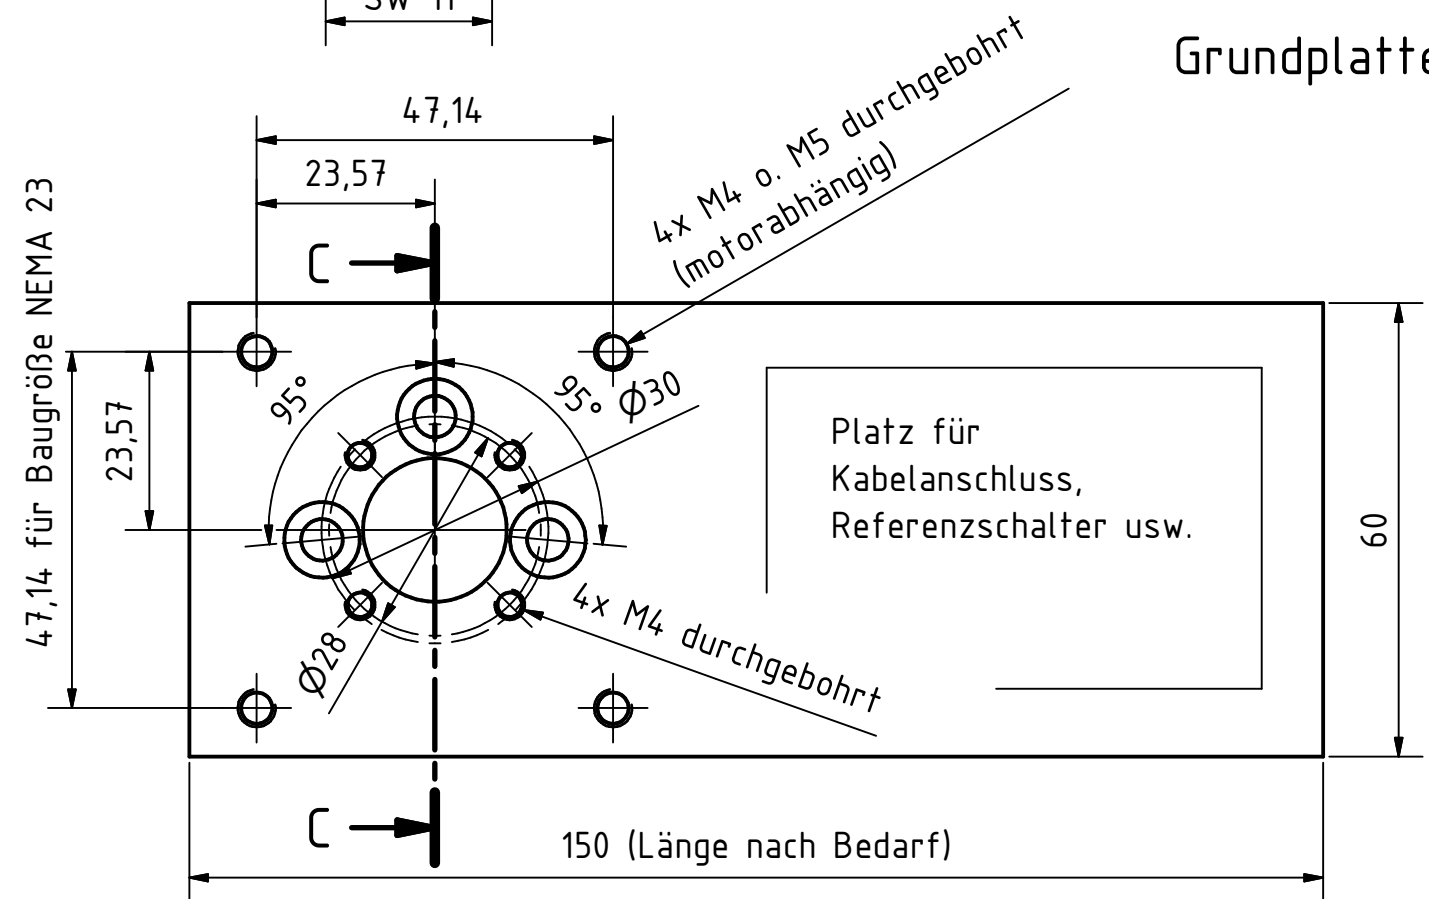 SW 11
Grundplatte
47,14
23,57
4x M4 o. M5 durchgebohrt
(motorabhängig)
C
47,14 für Baugröße NEMA 23
23,57
95°
95°
Ø30
Platz für
Kabelanschluss,
Referenzschalter usw.
60
4x M4 durchgebohrt
Ø28
C
150 (Länge nach Bedarf)